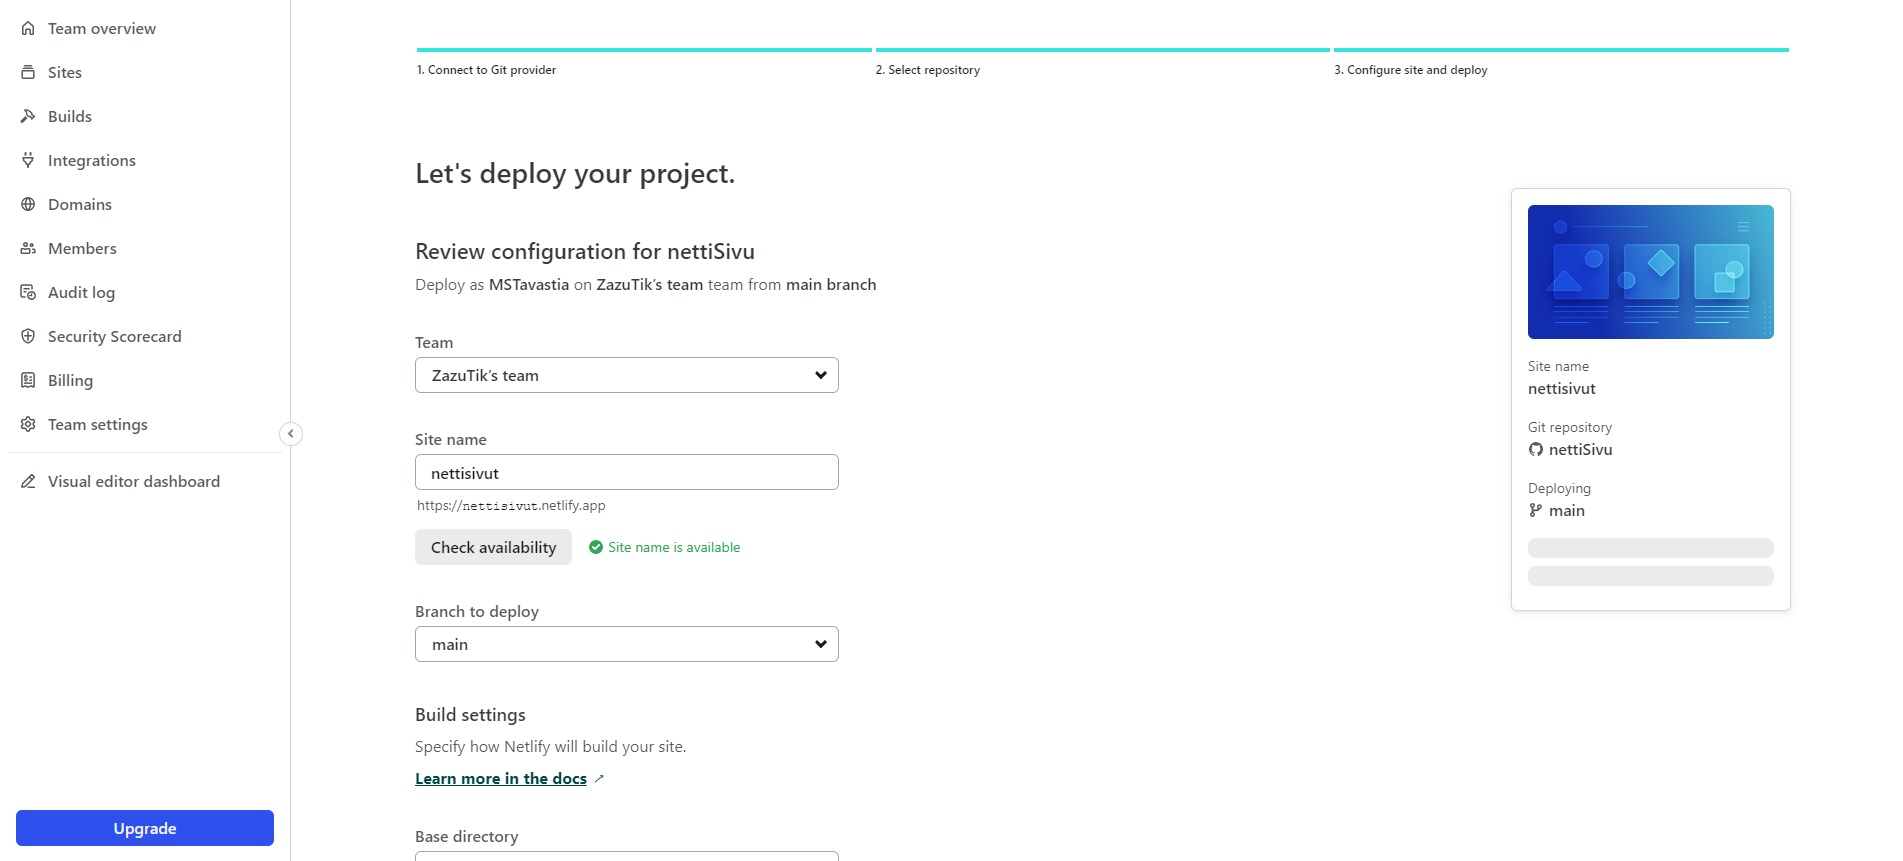 Team overview
Sites
Builds
Integrations
Domains
Members
Audit log
Security Scorecard
Billing
Team settings
Visual editor dashboard
Upgrade
1. Connect to Git provider
2. Select repository
3. Configure site and deploy
Let's deploy your project.
Review configuration for nettiSivu
Deploy as MSTavastia on ZazuTik’s team team from main branch
Team
ZazuTik’s team
Site name
nettisivut
https://nettisivut.netlify.app
Check availability
Site name is available
Branch to deploy
main
Build settings
Specify how Netlify will build your site.
Learn more in the docs
Base directory
Site name
nettisivut
Git repository
nettiSivu
Deploying
main